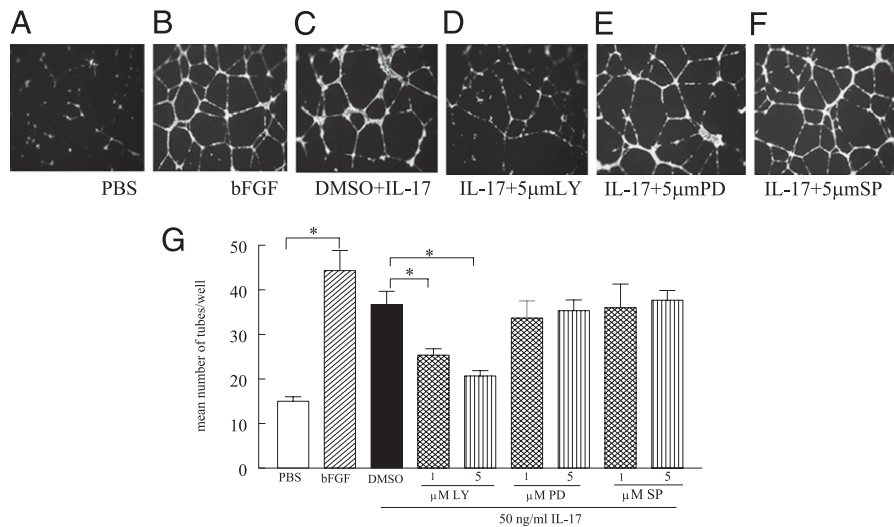 A B C D E F
PBS bFGF DMSO+IL-17 IL-17+5μmLY IL-17+5μmPD IL-17+5μmSP
G
mean number of tubes/well
50
40
30
20
10
0
* * *
PBS bFGF DMSO 1 5 1 5 1 5
μM LY μM PD μM SP
50 ng/ml IL-17